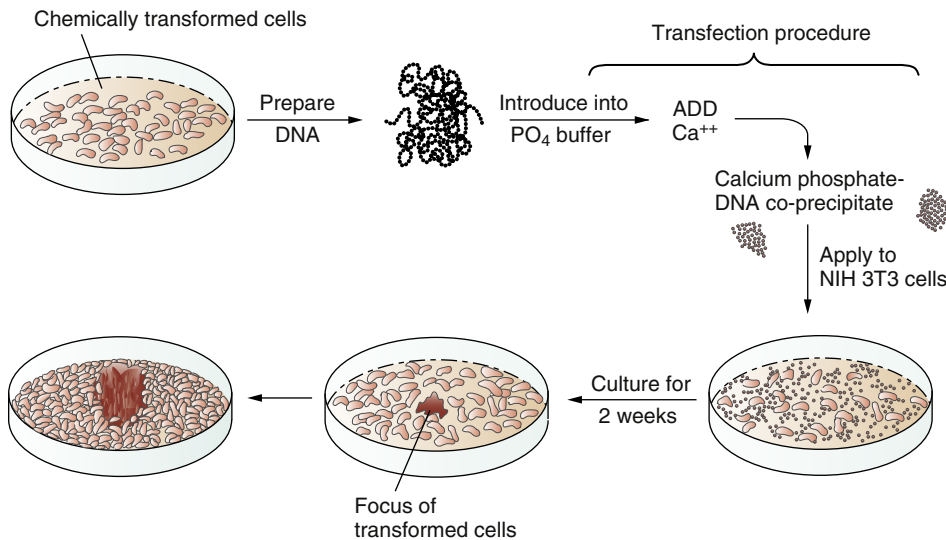 Chemically transformed cells
Transfection procedure
Prepare
DNA
Introduce into
PO₄ buffer
ADD
Ca⁺⁺
Calcium phosphate-
DNA co-precipitate
Apply to
NIH 3T3 cells
Culture for
2 weeks
Focus of
transformed cells